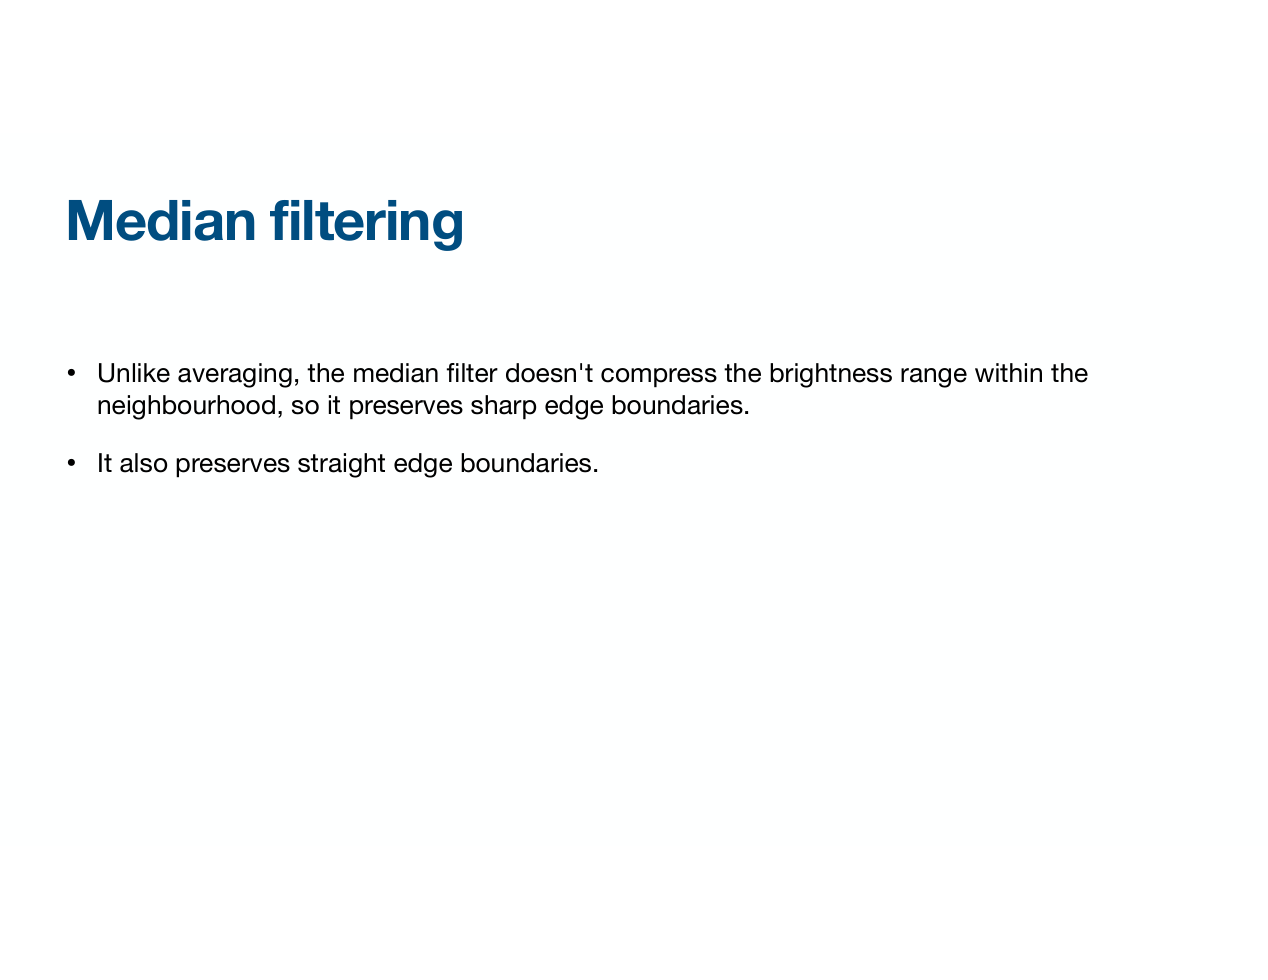 Median filtering
• Unlike averaging, the median filter doesn't compress the brightness range within the
neighbourhood, so it preserves sharp edge boundaries.
• It also preserves straight edge boundaries.